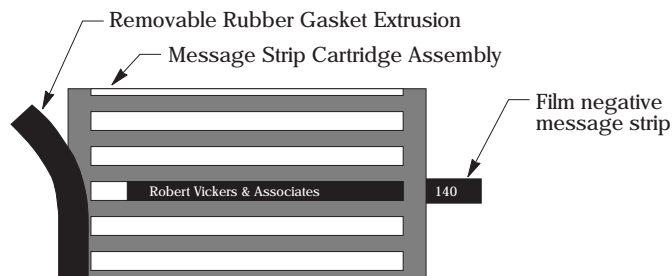 Removable Rubber Gasket Extrusion
Message Strip Cartridge Assembly
Film negative
message strip
Robert Vickers & Associates 140